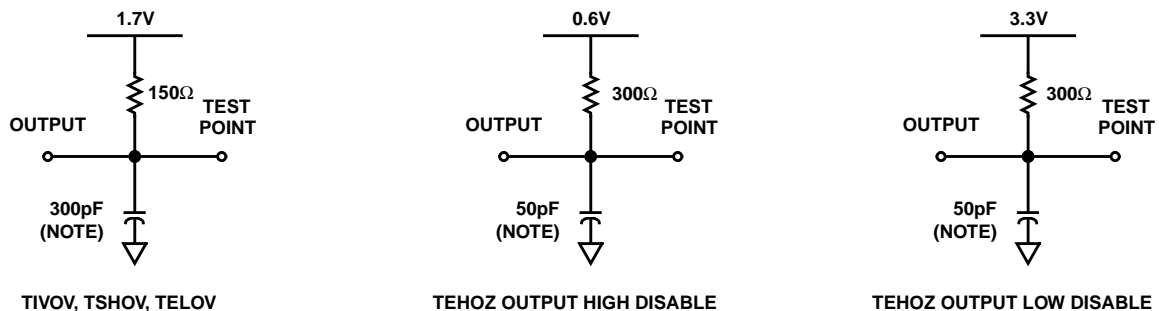 1.7V
150Ω
OUTPUT
TEST
POINT
300pF
(NOTE)
TIVOV, TSHOV, TELOV
0.6V
300Ω
OUTPUT
TEST
POINT
50pF
(NOTE)
TEHOZ OUTPUT HIGH DISABLE
3.3V
300Ω
OUTPUT
TEST
POINT
50pF
(NOTE)
TEHOZ OUTPUT LOW DISABLE